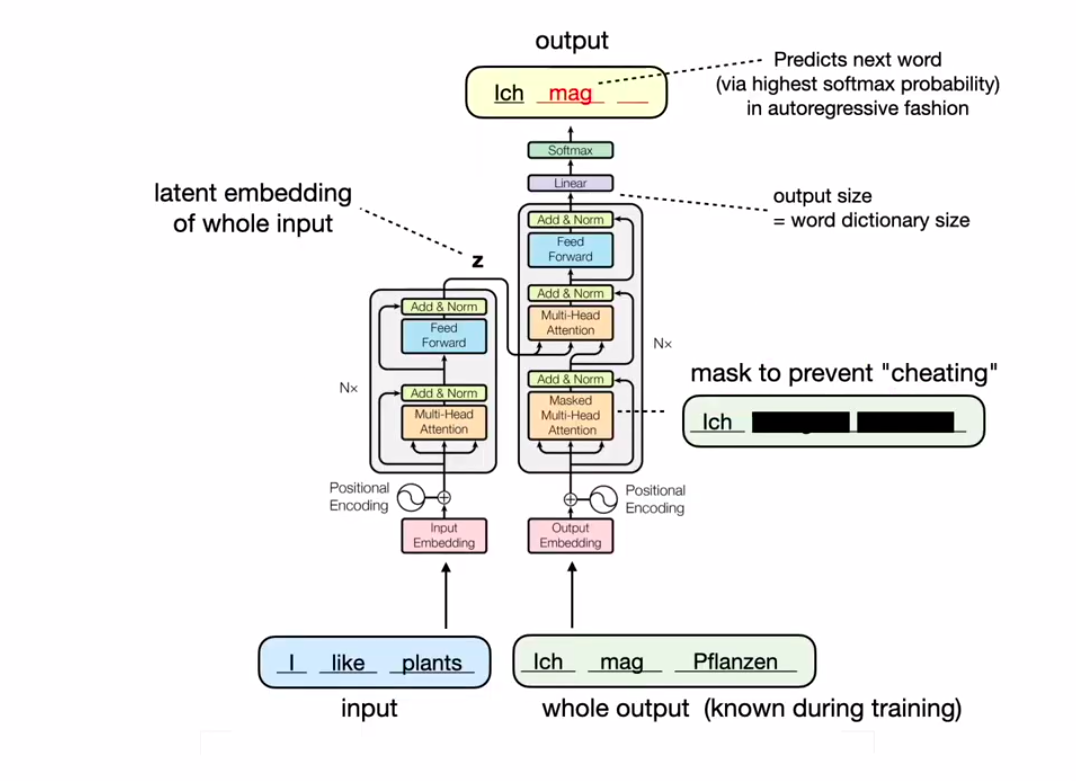 output
Ich mag
Predicts next word
(via highest softmax probability)
in autoregressive fashion
Softmax
Linear
output size
= word dictionary size
latent embedding
of whole input
z
Add & Norm
Feed
Forward
Add & Norm
Multi-Head
Attention
Nx
Add & Norm
Masked
Multi-Head
Attention
mask to prevent "cheating"
Ich
Add & Norm
Feed
Forward
Nx
Add & Norm
Multi-Head
Attention
Positional
Encoding
Positional
Encoding
Input
Embedding
Output
Embedding
I like plants
input
Ich mag Pflanzen
whole output (known during training)